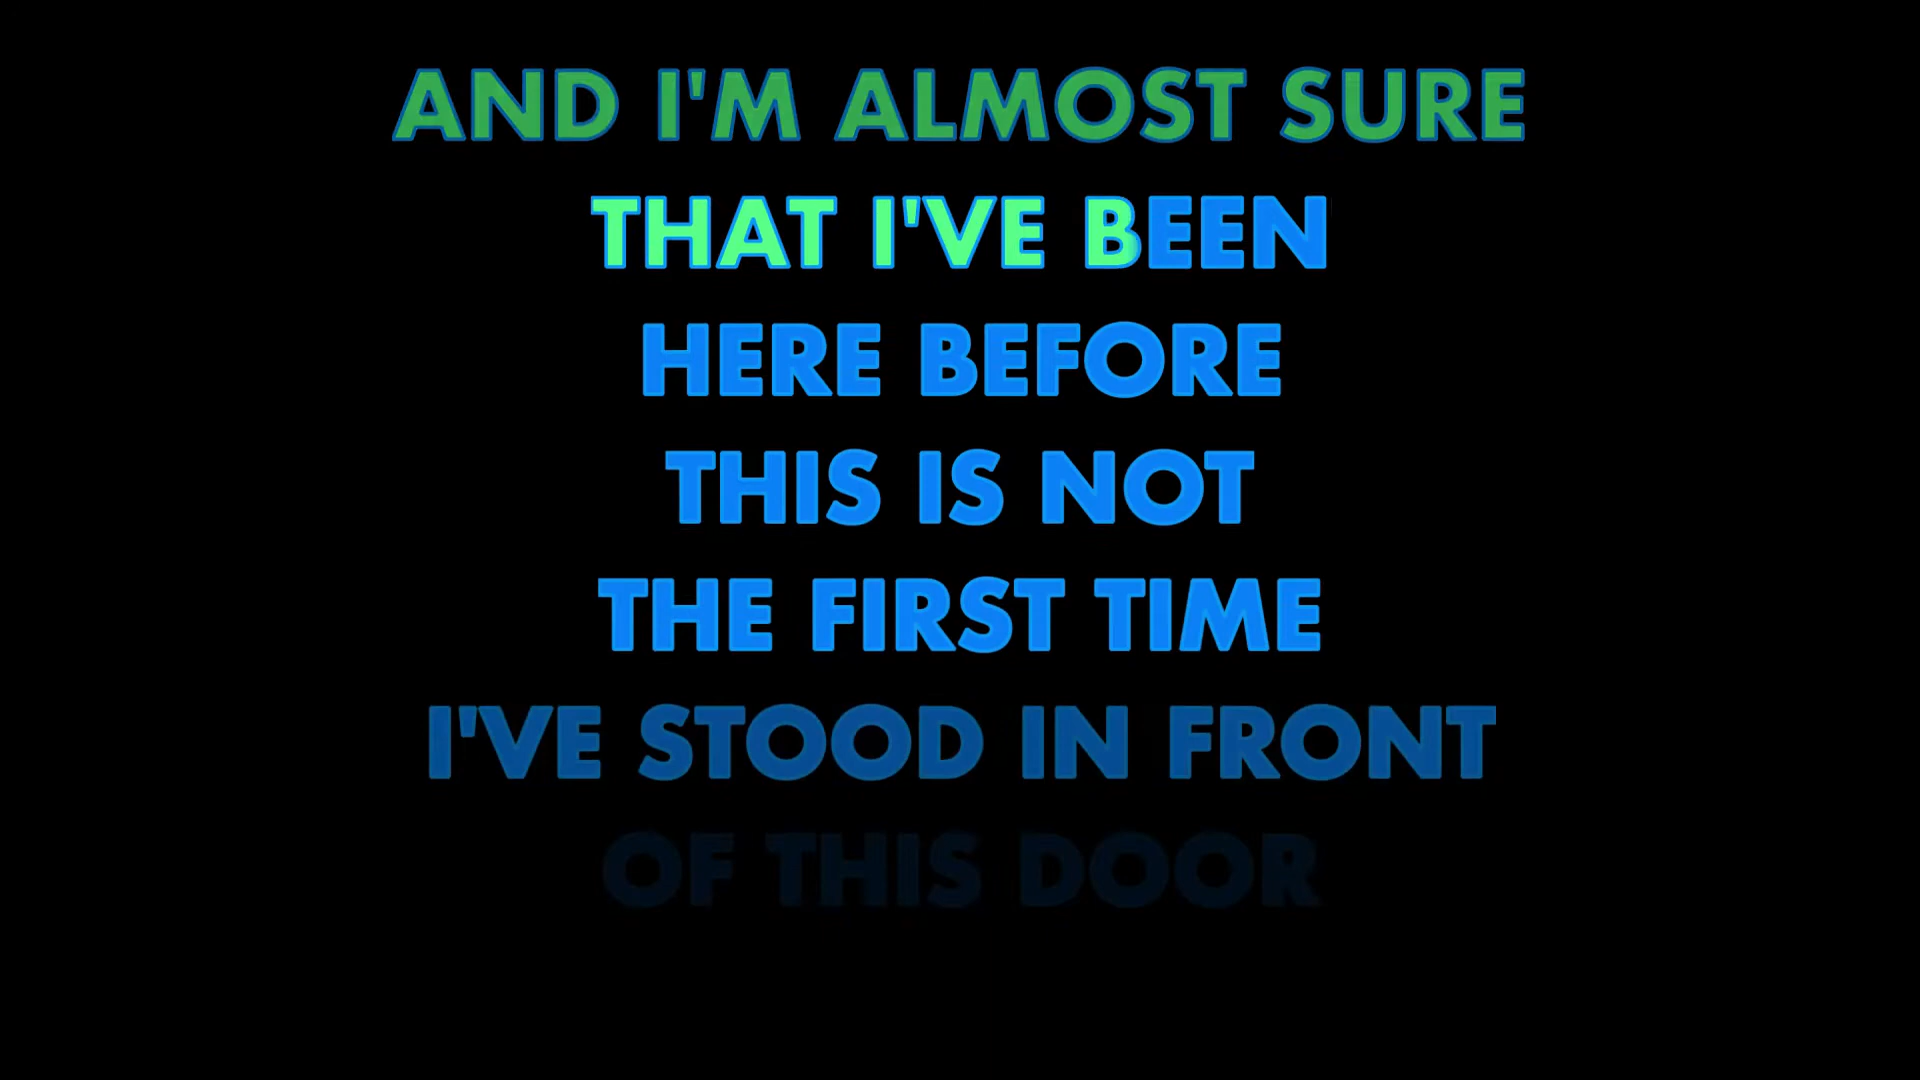 AND I'M ALMOST SURE
THAT I'VE BEEN
HERE BEFORE
THIS IS NOT
THE FIRST TIME
I'VE STOOD IN FRONT
OF THIS DOOR